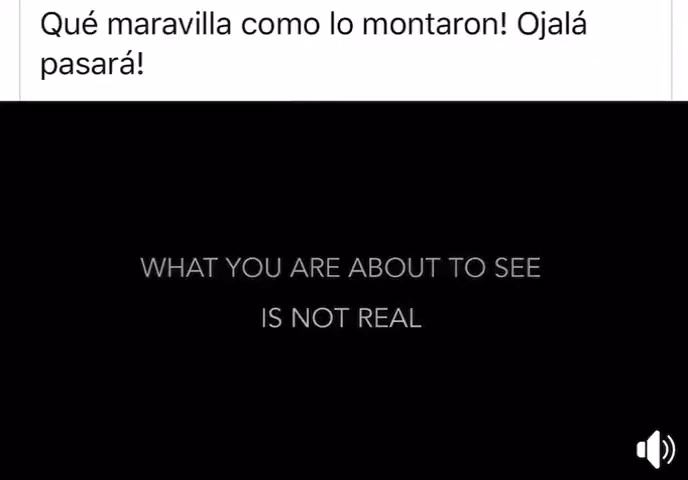 Qué maravilla como lo montaron! Ojalá
pasará!
WHAT YOU ARE ABOUT TO SEE
IS NOT REAL